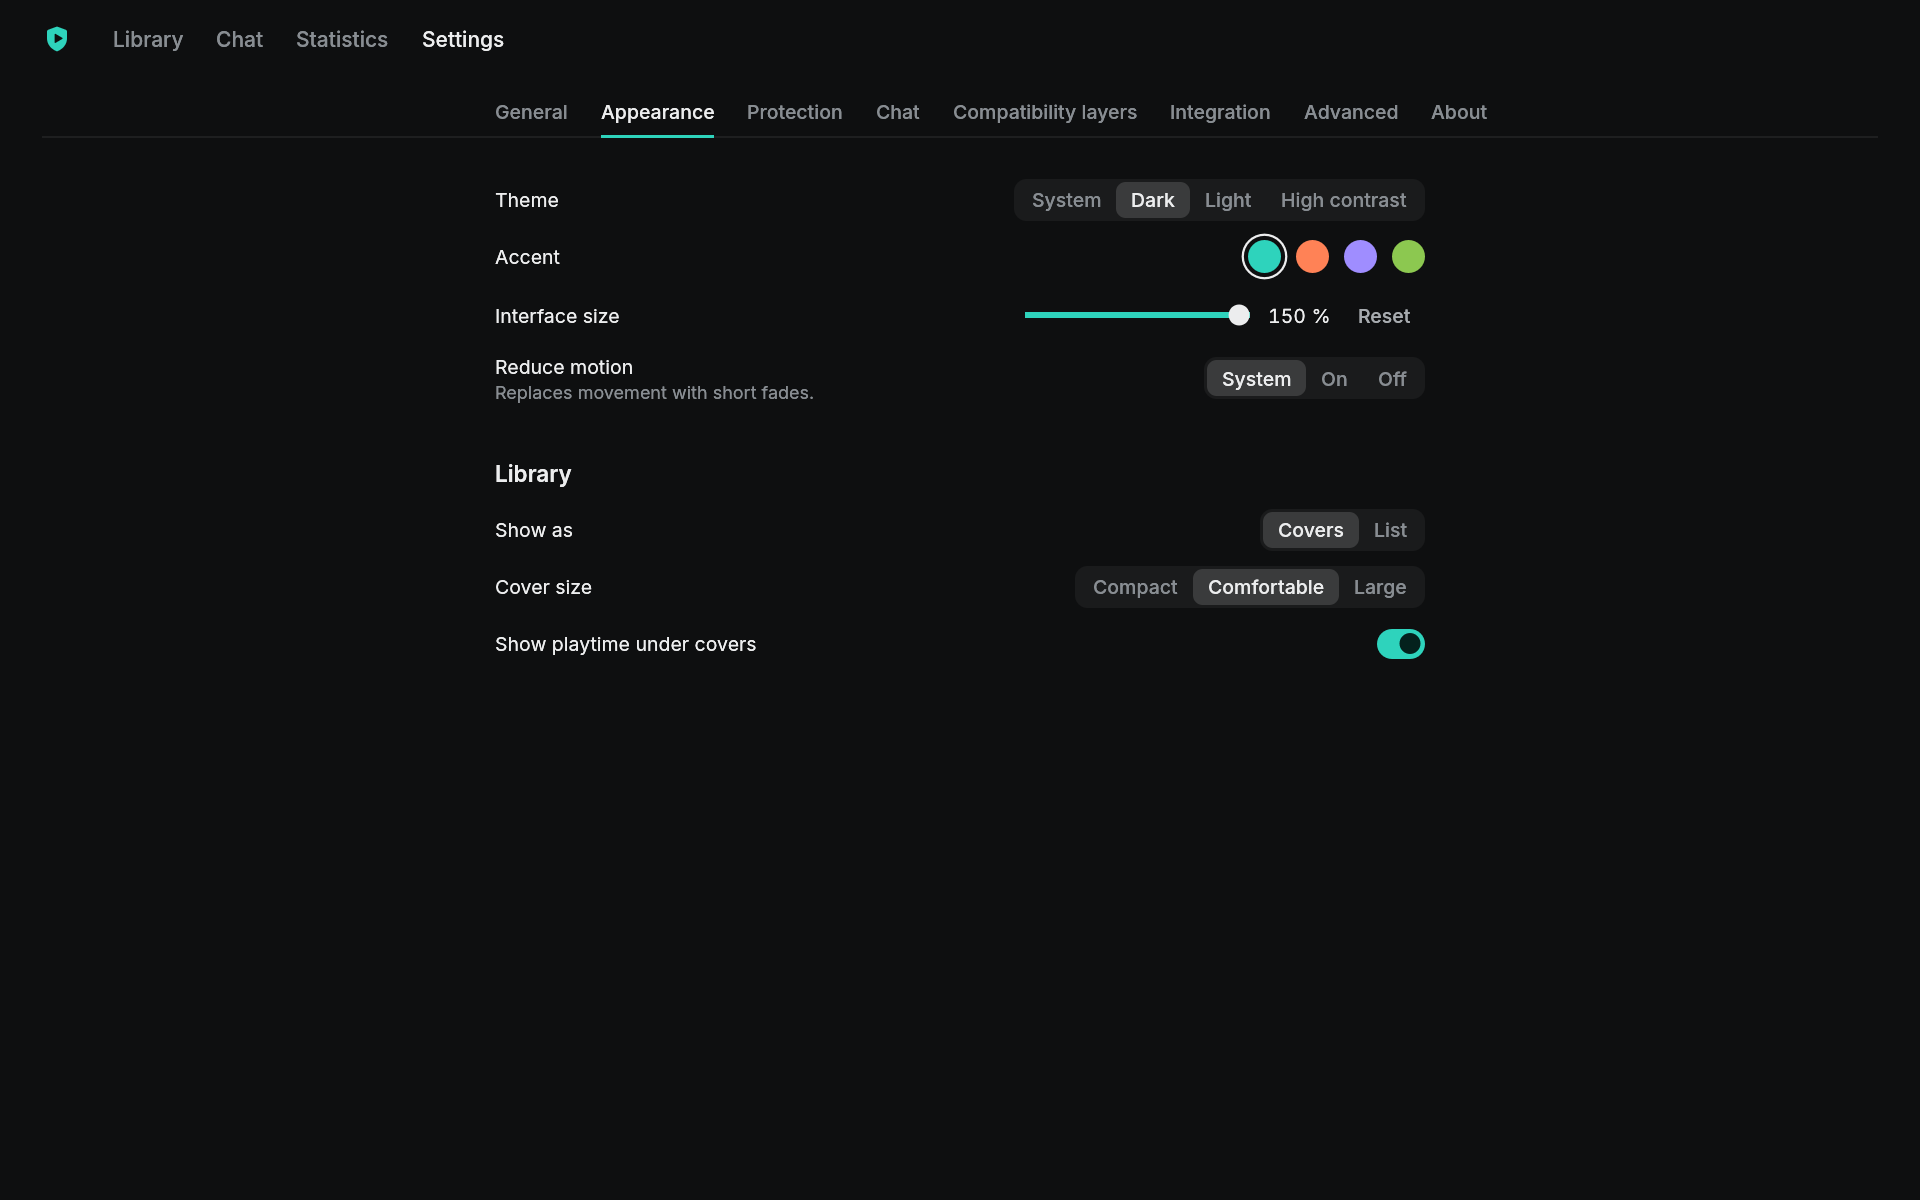 Library Chat Statistics Settings
General Appearance Protection Chat Compatibility layers Integration Advanced About
Theme System Dark Light High contrast
Accent
Interface size 150 % Reset
Reduce motion
Replaces movement with short fades.
System On Off
Library
Show as Covers List
Cover size Compact Comfortable Large
Show playtime under covers